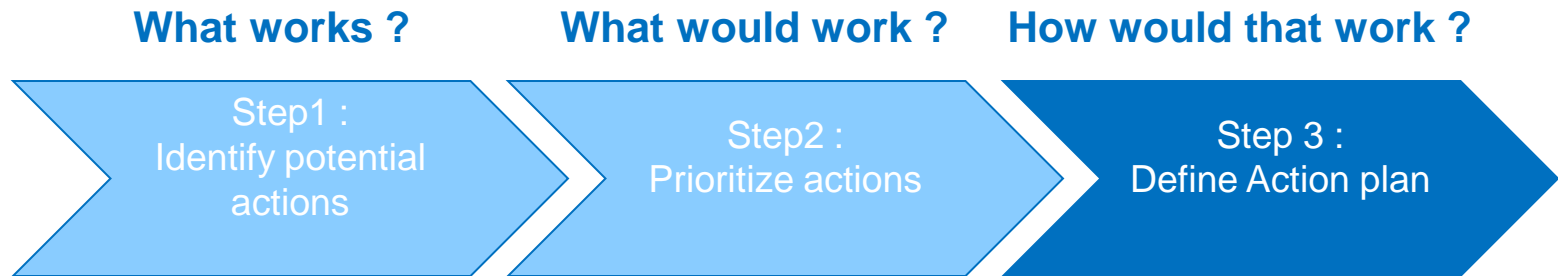 What works ?
What would work ?
How would that work ?
Step1 :
Identify potential
actions
Step2 :
Prioritize actions
Step 3 :
Define Action plan